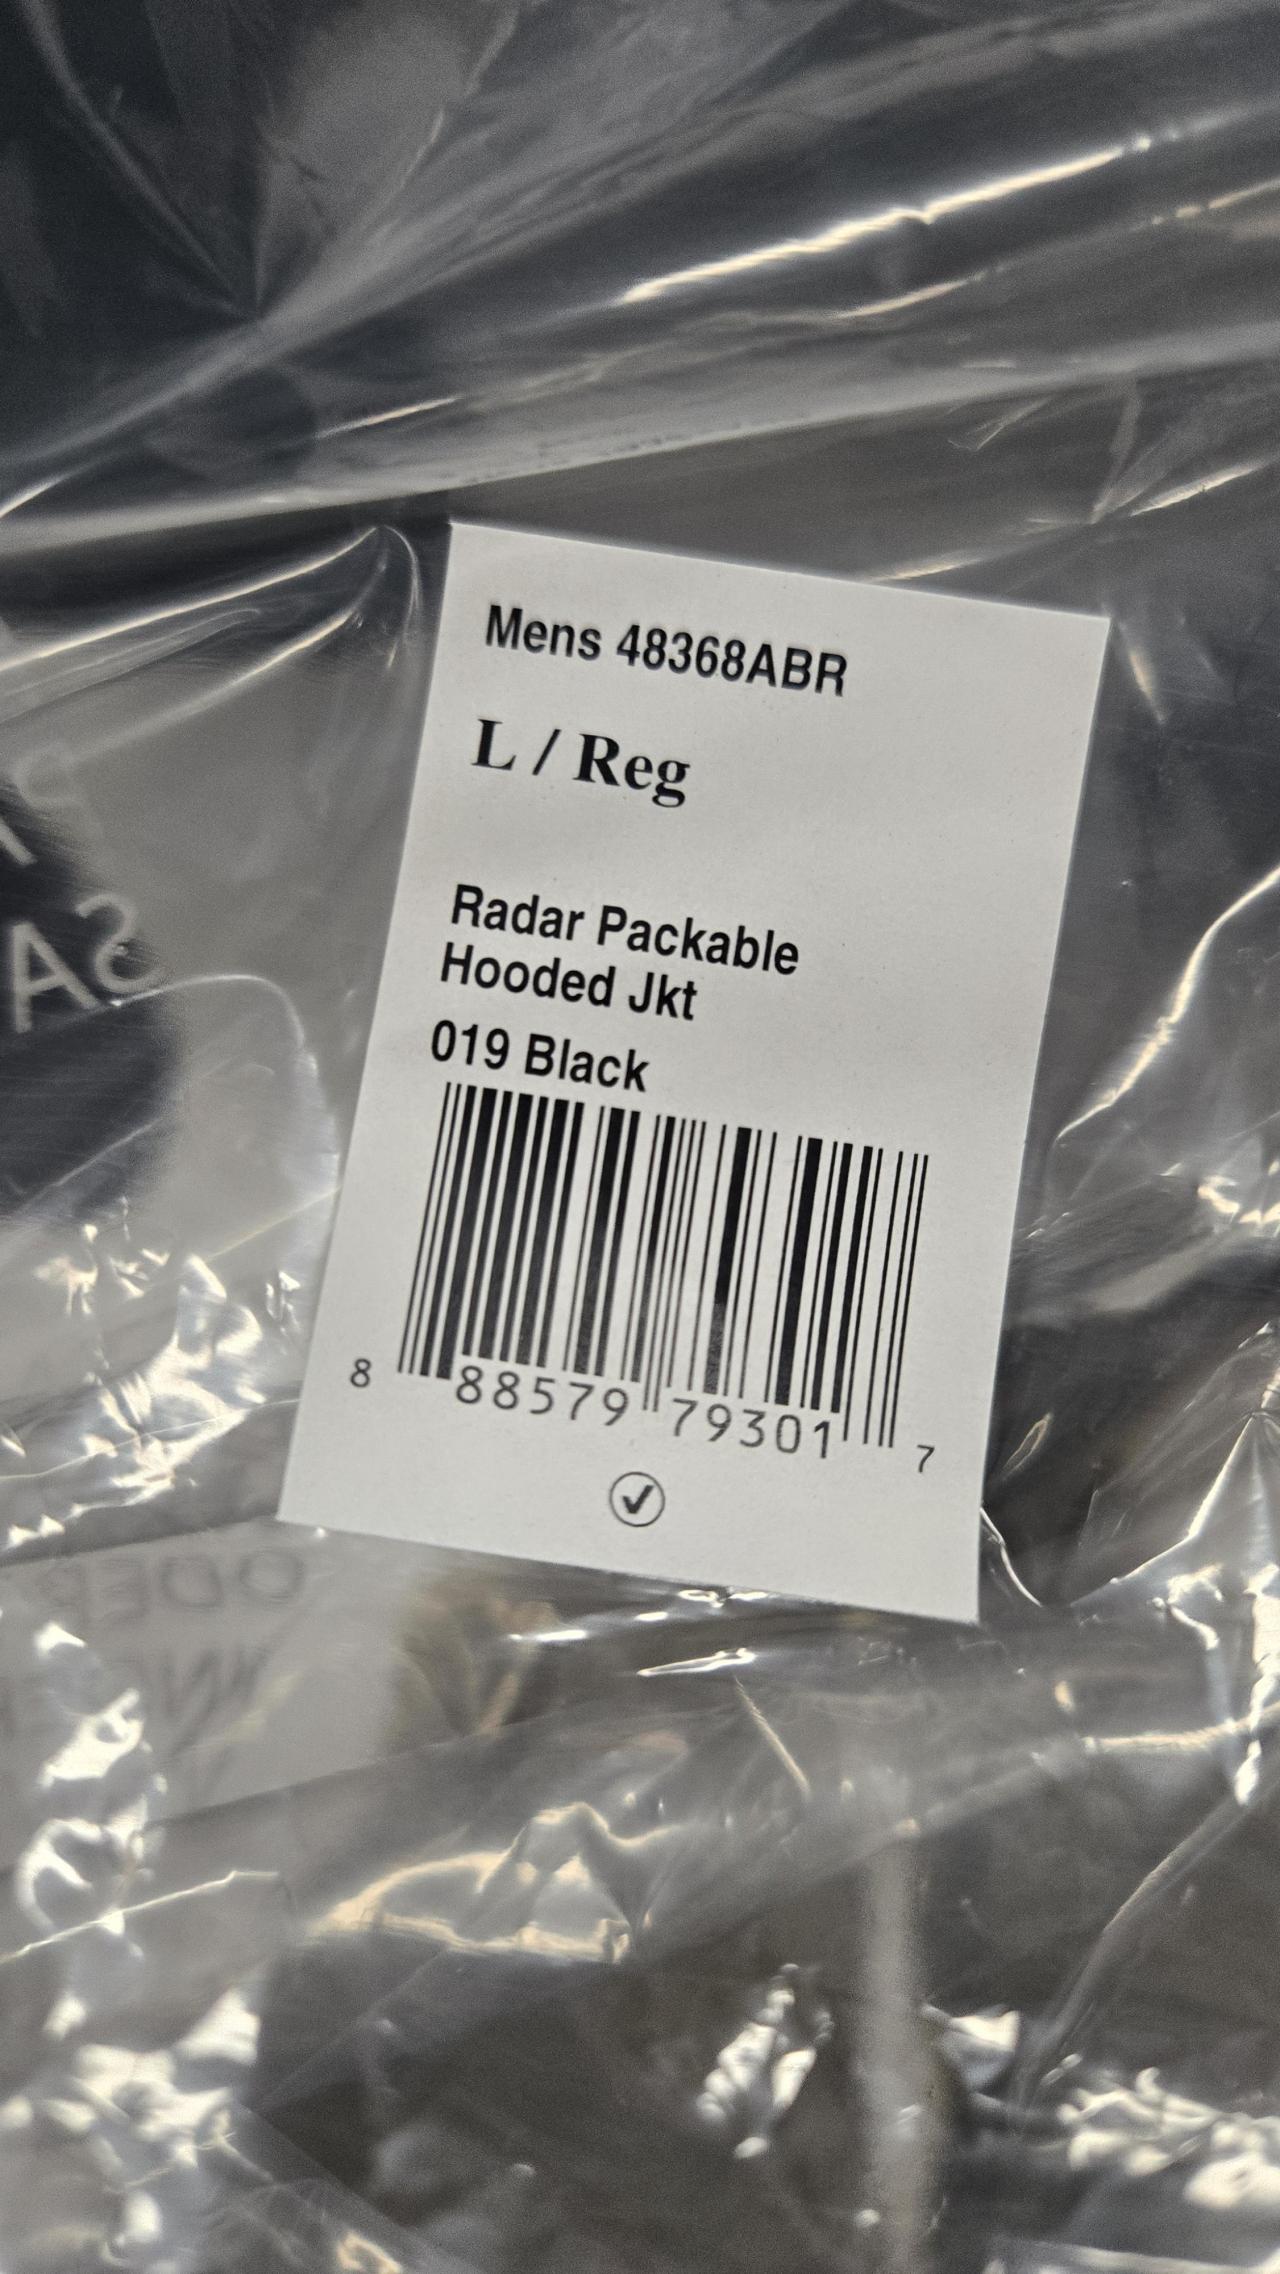 Mens 48368ABR
L / Reg
Radar Packable
Hooded Jkt
019 Black
8 88579 79301 7